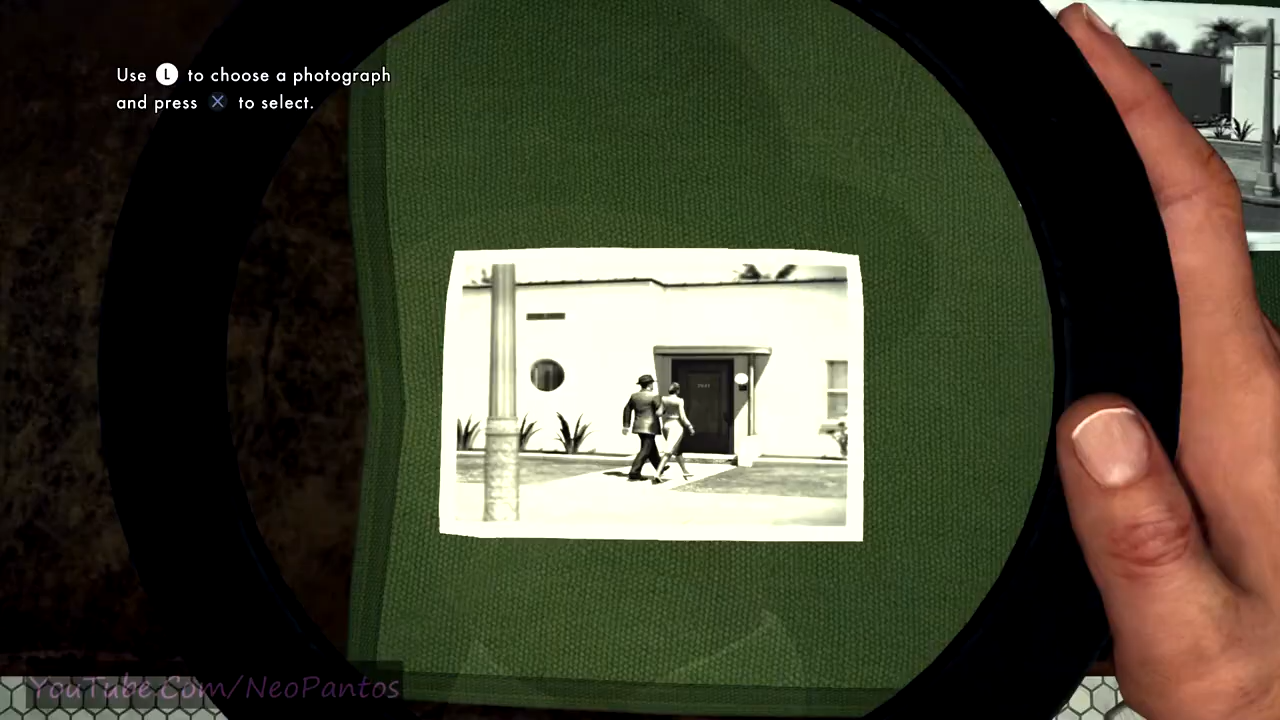 Use L to choose a photograph
and press X to select.
YouTube.Com/NeoPantos